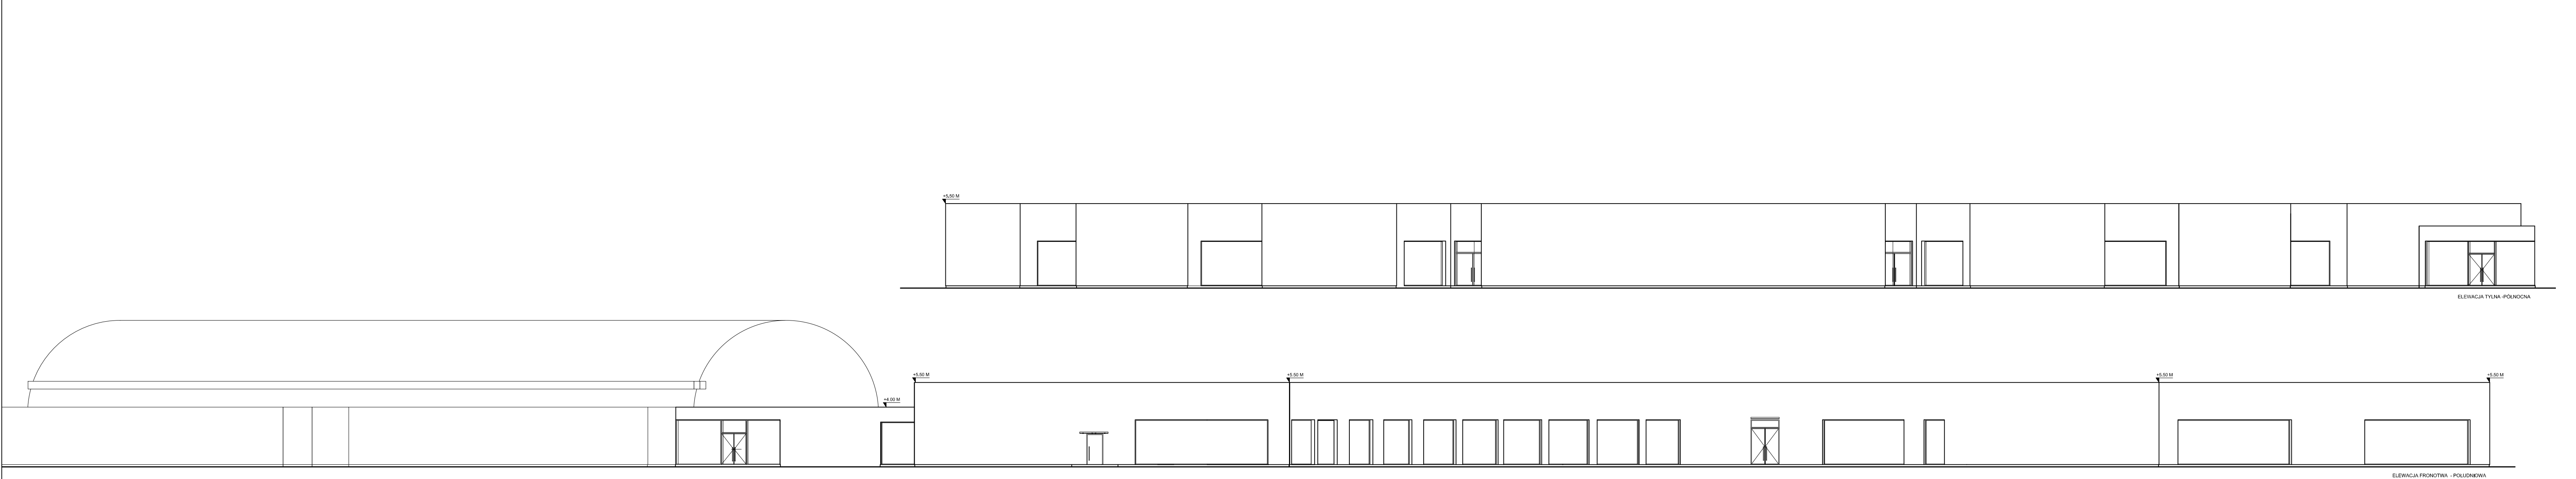 +5,50 M
ELEWACJA TYLNA -PÓŁNOCNA
+5.50 M
+5.50 M
+5.50 M
+5.50 M
+4.00 M
ELEWACJA FRONOTWA - POŁUDNIOWA